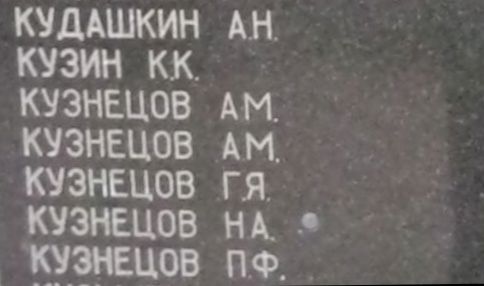 КУДАШКИН А.Н.
КУЗИН К.К.
КУЗНЕЦОВ А.М.
КУЗНЕЦОВ А.М.
КУЗНЕЦОВ Г.Я.
КУЗНЕЦОВ Н.А.
КУЗНЕЦОВ П.Ф.